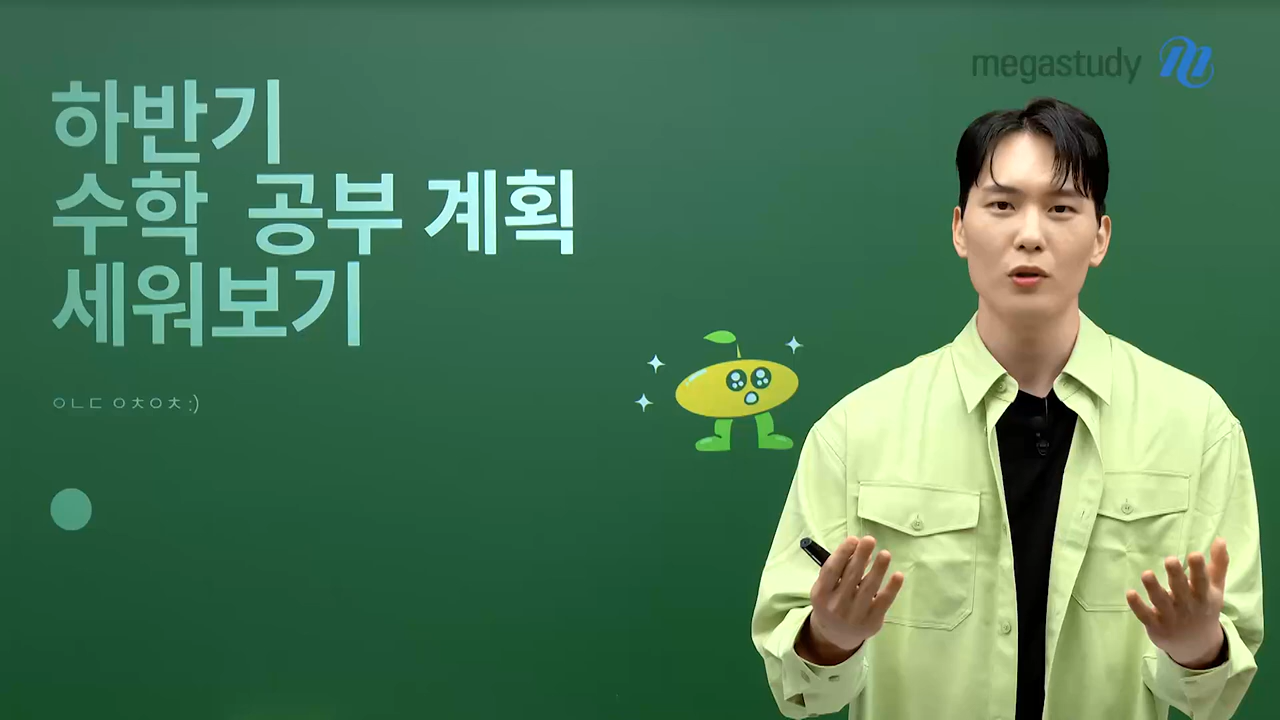 megastudy
하반기
수학 공부 계획
세워보기
ㅇㄴㄷ ㅇㅊㅇㅊ :)